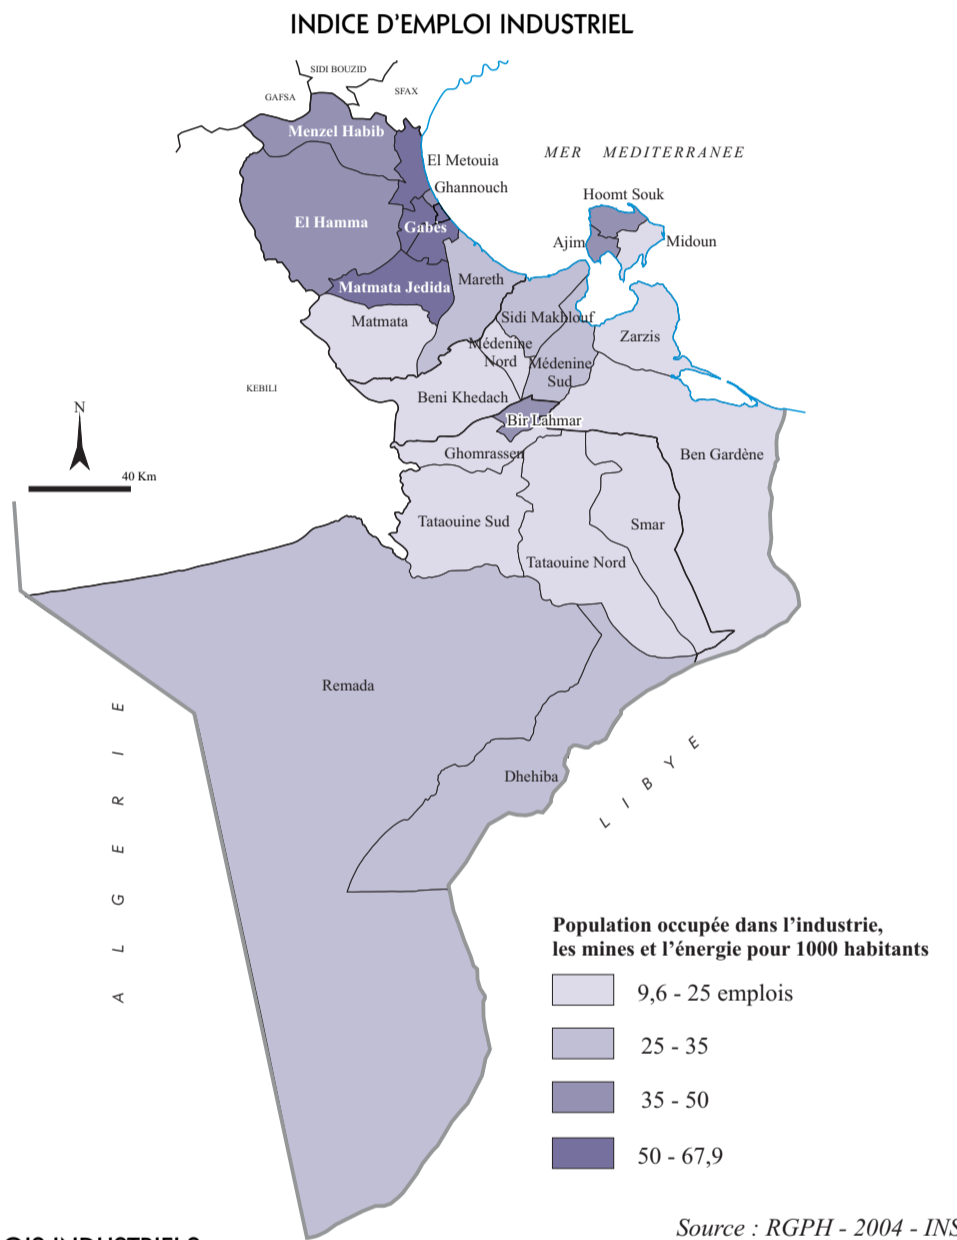 INDICE D'EMPLOI INDUSTRIEL
SIDI BOUZID
GAFSA
SFAX
Menzel Habib
El Metouia
MER MEDITERRANEE
Ghannouch
Hoomt Souk
El Hamma
Gabès
Ajim
Midoun
Matmata Jedida
Mareth
Matmata
Sidi Makhlouf
Zarzis
Médenine
Nord
Médenine
Sud
KEBILI
Beni Khedach
N
Bir Lahmar
Ghomrassen
Ben Gardène
40 Km
Tataouine Sud
Smar
Tataouine Nord
Remada
ALGERIE
Dhehiba
LIBYE
Population occupée dans l'industrie,
les mines et l'énergie pour 1000 habitants
9,6 - 25 emplois
25 - 35
35 - 50
50 - 67,9
Source : RGPH - 2004 - INS